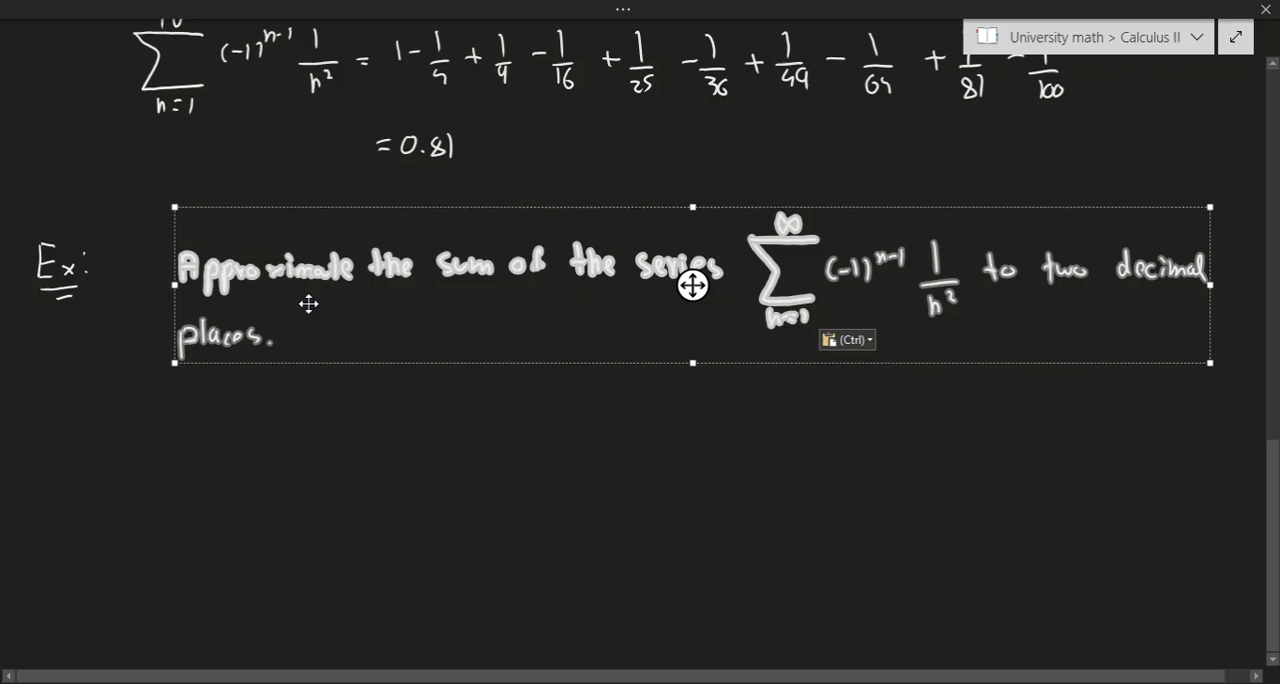 University math > Calculus II
10
∑ (-1)^{n-1} 1/n² = 1 - 1/4 + 1/9 - 1/16 + 1/25 - 1/36 + 1/49 - 1/64 + 1/81 - 1/100
n=1
= 0.81
Ex: Approximate the sum of the series ∑_{n=1}^{∞} (-1)^{n-1} 1/n² to two decimal
places.
(Ctrl)